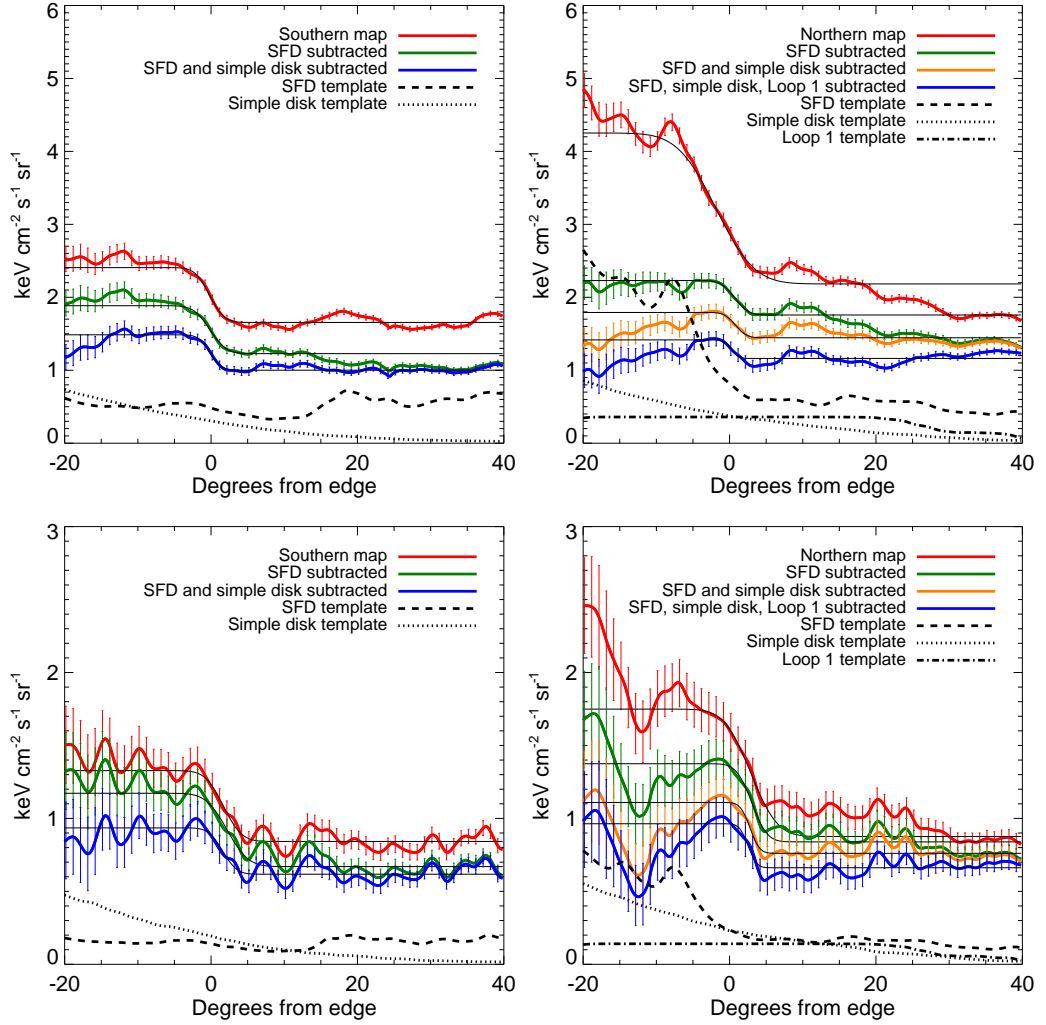 6
5
4
3
2
1
0
keV cm⁻² s⁻¹ sr⁻¹
Southern map
SFD subtracted
SFD and simple disk subtracted
SFD template
Simple disk template
-20 0 20 40
Degrees from edge
6
5
4
3
2
1
0
keV cm⁻² s⁻¹ sr⁻¹
Northern map
SFD subtracted
SFD and simple disk subtracted
SFD, simple disk, Loop 1 subtracted
SFD template
Simple disk template
Loop 1 template
-20 0 20 40
Degrees from edge
3
2
1
0
keV cm⁻² s⁻¹ sr⁻¹
Southern map
SFD subtracted
SFD and simple disk subtracted
SFD template
Simple disk template
-20 0 20 40
Degrees from edge
3
2
1
0
keV cm⁻² s⁻¹ sr⁻¹
Northern map
SFD subtracted
SFD and simple disk subtracted
SFD, simple disk, Loop 1 subtracted
SFD template
Simple disk template
Loop 1 template
-20 0 20 40
Degrees from edge